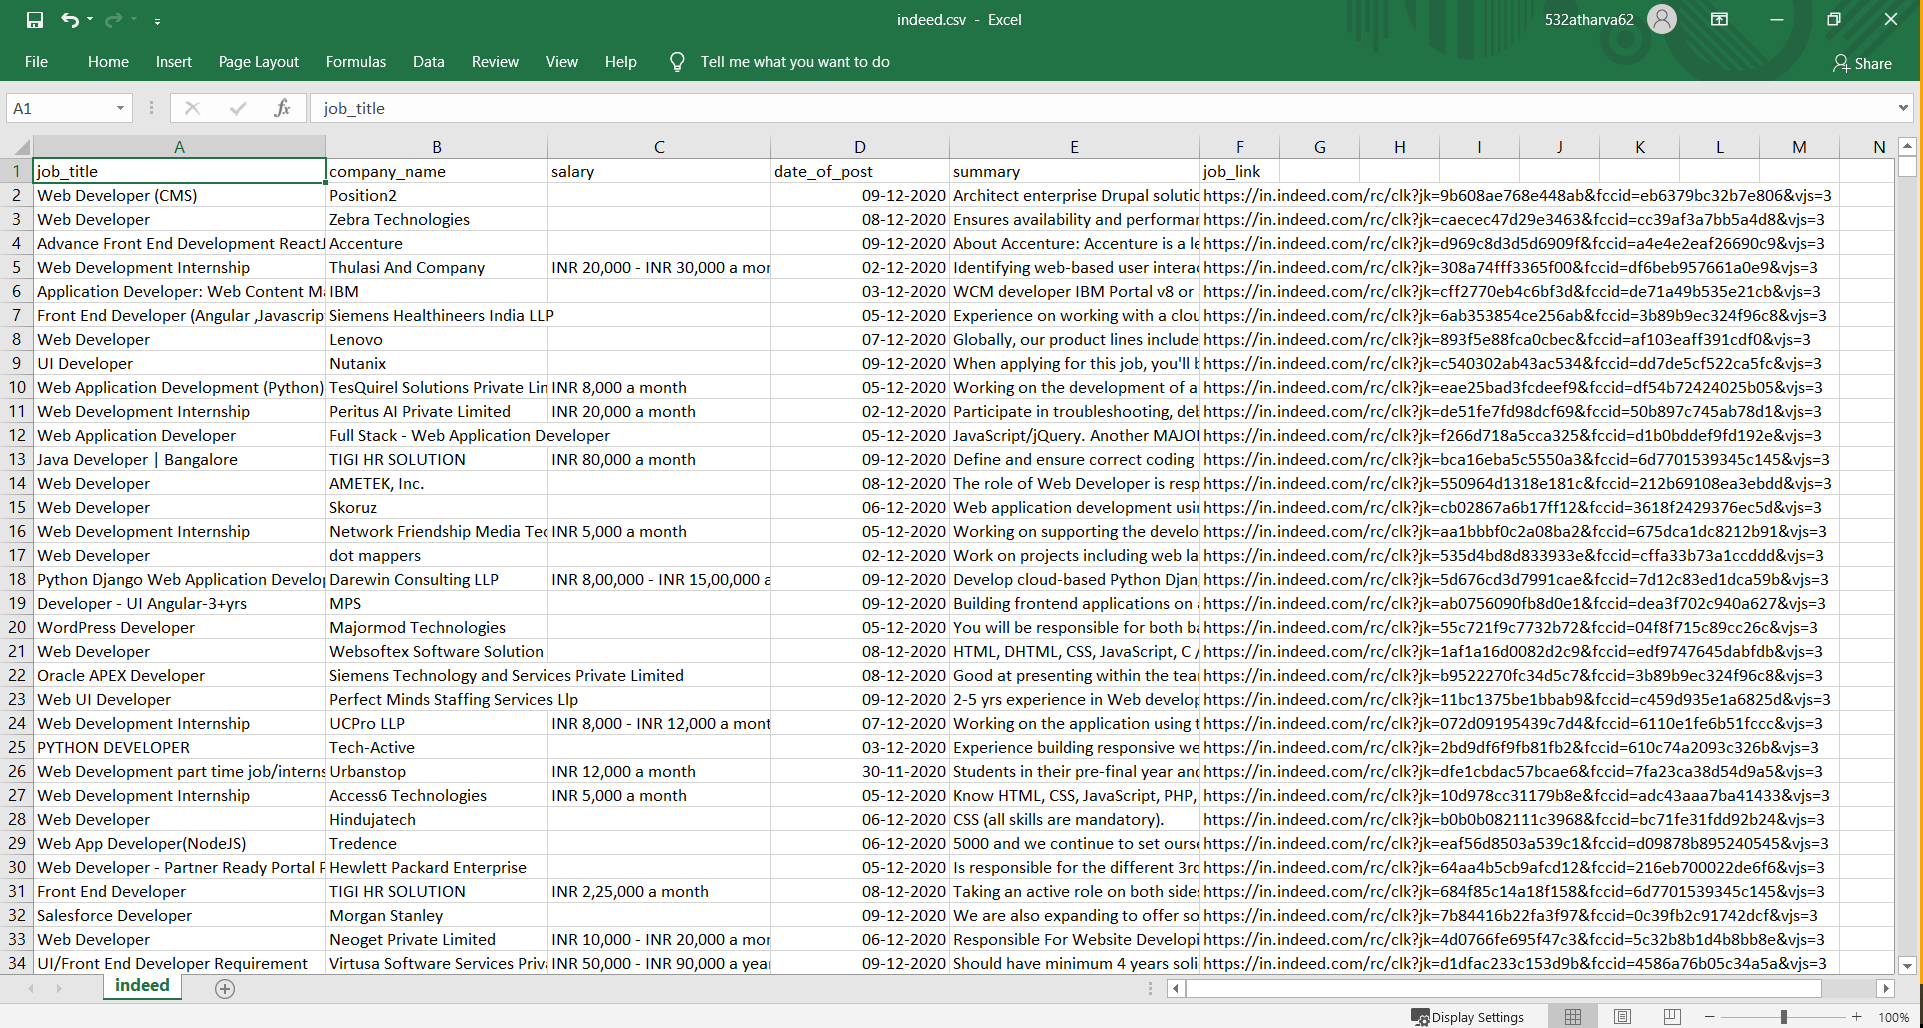 indeed.csv - Excel
532atharva62
File Home Insert Page Layout Formulas Data Review View Help Tell me what you want to do Share
A1 fx job_title
A B C D E F G H I J K L M N
1 job_title company_name salary date_of_post summary job_link
2 Web Developer (CMS) Position2 09-12-2020 Architect enterprise Drupal solutic https://in.indeed.com/rc/clk?jk=9b608ae768e448ab&fccid=eb6379bc32b7e806&vjs=3
3 Web Developer Zebra Technologies 08-12-2020 Ensures availability and performar https://in.indeed.com/rc/clk?jk=caecec47d29e3463&fccid=cc39af3a7bb5a4d8&vjs=3
4 Advance Front End Development ReactJ Accenture 09-12-2020 About Accenture: Accenture is a le https://in.indeed.com/rc/clk?jk=d969c8d3d5d6909f&fccid=a4e4e2eaf26690c9&vjs=3
5 Web Development Internship Thulasi And Company INR 20,000 - INR 30,000 a mor 02-12-2020 Identifying web-based user interac https://in.indeed.com/rc/clk?jk=308a74fff3365f00&fccid=df6beb957661a0e9&vjs=3
6 Application Developer: Web Content Ma IBM 03-12-2020 WCM developer IBM Portal v8 or https://in.indeed.com/rc/clk?jk=cff2770eb4c6bf3d&fccid=de71a49b535e21cb&vjs=3
7 Front End Developer (Angular ,Javascrip Siemens Healthineers India LLP 05-12-2020 Experience on working with a clou https://in.indeed.com/rc/clk?jk=6ab353854ce256ab&fccid=3b89b9ec324f96c8&vjs=3
8 Web Developer Lenovo 07-12-2020 Globally, our product lines include https://in.indeed.com/rc/clk?jk=893f5e88fca0cbec&fccid=af103eaff391cdf0&vjs=3
9 UI Developer Nutanix 09-12-2020 When applying for this job, you'll b https://in.indeed.com/rc/clk?jk=c540302ab43ac534&fccid=dd7de5cf522ca5fc&vjs=3
10 Web Application Development (Python) TesQuirel Solutions Private Lin INR 8,000 a month 05-12-2020 Working on the development of a https://in.indeed.com/rc/clk?jk=eae25bad3fcdeef9&fccid=df54b72424025b05&vjs=3
11 Web Development Internship Peritus AI Private Limited INR 20,000 a month 02-12-2020 Participate in troubleshooting, deb https://in.indeed.com/rc/clk?jk=de51fe7fd98dcf69&fccid=50b897c745ab78d1&vjs=3
12 Web Application Developer Full Stack - Web Application Developer 05-12-2020 JavaScript/jQuery. Another MAJOI https://in.indeed.com/rc/clk?jk=f266d718a5cca325&fccid=d1b0bddef9fd192e&vjs=3
13 Java Developer | Bangalore TIGI HR SOLUTION INR 80,000 a month 09-12-2020 Define and ensure correct coding https://in.indeed.com/rc/clk?jk=bca16eba5c5550a3&fccid=6d7701539345c145&vjs=3
14 Web Developer AMETEK, Inc. 08-12-2020 The role of Web Developer is resp https://in.indeed.com/rc/clk?jk=550964d1318e181c&fccid=212b69108ea3ebdd&vjs=3
15 Web Developer Skoruz 06-12-2020 Web application development usin https://in.indeed.com/rc/clk?jk=cb02867a6b17ff12&fccid=3618f2429376ec5d&vjs=3
16 Web Development Internship Network Friendship Media Tec INR 5,000 a month 05-12-2020 Working on supporting the develo https://in.indeed.com/rc/clk?jk=aa1bbbf0c2a08ba2&fccid=675dca1dc8212b91&vjs=3
17 Web Developer dot mappers 02-12-2020 Work on projects including web la https://in.indeed.com/rc/clk?jk=535d4bd8d833933e&fccid=cffa33b73a1ccddd&vjs=3
18 Python Django Web Application Develop Darewin Consulting LLP INR 8,00,000 - INR 15,00,000 a 09-12-2020 Develop cloud-based Python Djan https://in.indeed.com/rc/clk?jk=5d676cd3d7991cae&fccid=7d12c83ed1dca59b&vjs=3
19 Developer - UI Angular-3+yrs MPS 09-12-2020 Building frontend applications on a https://in.indeed.com/rc/clk?jk=ab0756090fb8d0e1&fccid=dea3f702c940a627&vjs=3
20 WordPress Developer Majormod Technologies 05-12-2020 You will be responsible for both ba https://in.indeed.com/rc/clk?jk=55c721f9c7732b72&fccid=04f8f715c89cc26c&vjs=3
21 Web Developer Websoftex Software Solution 08-12-2020 HTML, DHTML, CSS, JavaScript, C / https://in.indeed.com/rc/clk?jk=1af1a16d0082d2c9&fccid=edf9747645dabfdb&vjs=3
22 Oracle APEX Developer Siemens Technology and Services Private Limited 08-12-2020 Good at presenting within the tear https://in.indeed.com/rc/clk?jk=b9522270fc34d5c7&fccid=3b89b9ec324f96c8&vjs=3
23 Web UI Developer Perfect Minds Staffing Services Llp 09-12-2020 2-5 yrs experience in Web develop https://in.indeed.com/rc/clk?jk=11bc1375be1bbab9&fccid=c459d935e1a6825d&vjs=3
24 Web Development Internship UCPro LLP INR 8,000 - INR 12,000 a mont 07-12-2020 Working on the application using t https://in.indeed.com/rc/clk?jk=072d09195439c7d4&fccid=6110e1fe6b51fccc&vjs=3
25 PYTHON DEVELOPER Tech-Active 03-12-2020 Experience building responsive we https://in.indeed.com/rc/clk?jk=2bd9df6f9fb81fb2&fccid=610c74a2093c326b&vjs=3
26 Web Development part time job/interns Urbanstop INR 12,000 a month 30-11-2020 Students in their pre-final year anc https://in.indeed.com/rc/clk?jk=dfe1cbdac57bcae6&fccid=7fa23ca38d54d9a5&vjs=3
27 Web Development Internship Access6 Technologies INR 5,000 a month 05-12-2020 Know HTML, CSS, JavaScript, PHP, https://in.indeed.com/rc/clk?jk=10d978cc31179b8e&fccid=adc43aaa7ba41433&vjs=3
28 Web Developer Hindujatech 06-12-2020 CSS (all skills are mandatory). https://in.indeed.com/rc/clk?jk=b0b0b082111c3968&fccid=bc71fe31fdd92b24&vjs=3
29 Web App Developer(NodeJS) Tredence 06-12-2020 5000 and we continue to set ourse https://in.indeed.com/rc/clk?jk=eaf56d8503a539c1&fccid=d09878b895240545&vjs=3
30 Web Developer - Partner Ready Portal F Hewlett Packard Enterprise 05-12-2020 Is responsible for the different 3rd https://in.indeed.com/rc/clk?jk=64aa4b5cb9afcd12&fccid=216eb700022de6f6&vjs=3
31 Front End Developer TIGI HR SOLUTION INR 2,25,000 a month 08-12-2020 Taking an active role on both side https://in.indeed.com/rc/clk?jk=684f85c14a18f158&fccid=6d7701539345c145&vjs=3
32 Salesforce Developer Morgan Stanley 09-12-2020 We are also expanding to offer so https://in.indeed.com/rc/clk?jk=7b84416b22fa3f97&fccid=0c39fb2c91742dcf&vjs=3
33 Web Developer Neoget Private Limited INR 10,000 - INR 20,000 a mor 06-12-2020 Responsible For Website Developi https://in.indeed.com/rc/clk?jk=4d0766fe695f47c3&fccid=5c32b8b1d4b8bb8e&vjs=3
34 UI/Front End Developer Requirement Virtusa Software Services Priv INR 50,000 - INR 90,000 a yea 09-12-2020 Should have minimum 4 years soli https://in.indeed.com/rc/clk?jk=d1dfac233c153d9b&fccid=4586a76b05c34a5a&vjs=3
indeed
Display Settings 100%